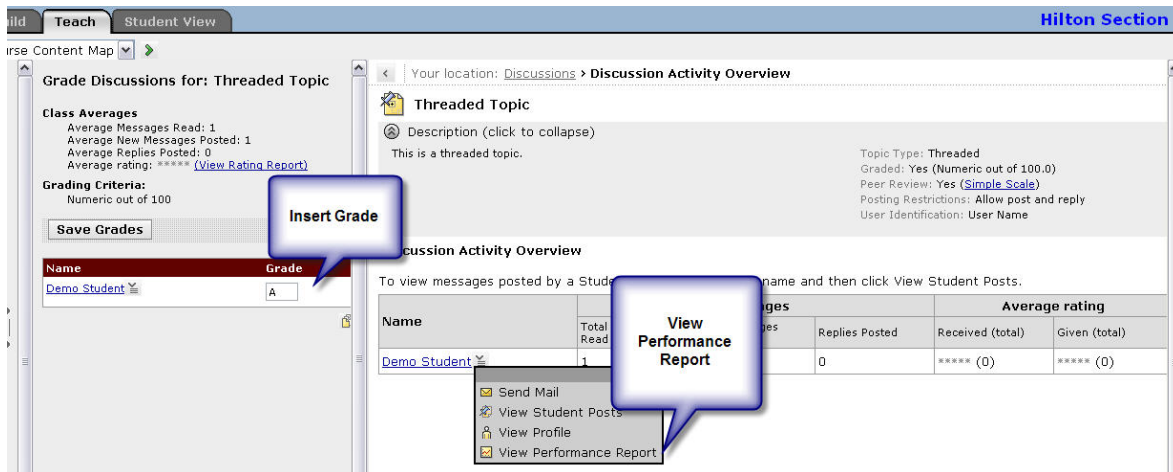 ild Teach Student View Hilton Section
urse Content Map
Grade Discussions for: Threaded Topic
Class Averages
Average Messages Read: 1
Average New Messages Posted: 1
Average Replies Posted: 0
Average rating: ***** (View Rating Report)
Grading Criteria:
Numeric out of 100
Save Grades
Insert Grade
Name Grade
Demo Student A
Your location: Discussions > Discussion Activity Overview
Threaded Topic
Description (click to collapse)
This is a threaded topic.
Topic Type: Threaded
Graded: Yes (Numeric out of 100.0)
Peer Review: Yes (Simple Scale)
Posting Restrictions: Allow post and reply
User Identification: User Name
cussion Activity Overview
To view messages posted by a Stude name and then click View Student Posts.
Name ges Average rating
Total Read ges Replies Posted Received (total) Given (total)
Demo Student 1 0 ***** (0) ***** (0)
View
Performance
Report
Send Mail
View Student Posts
View Profile
View Performance Report